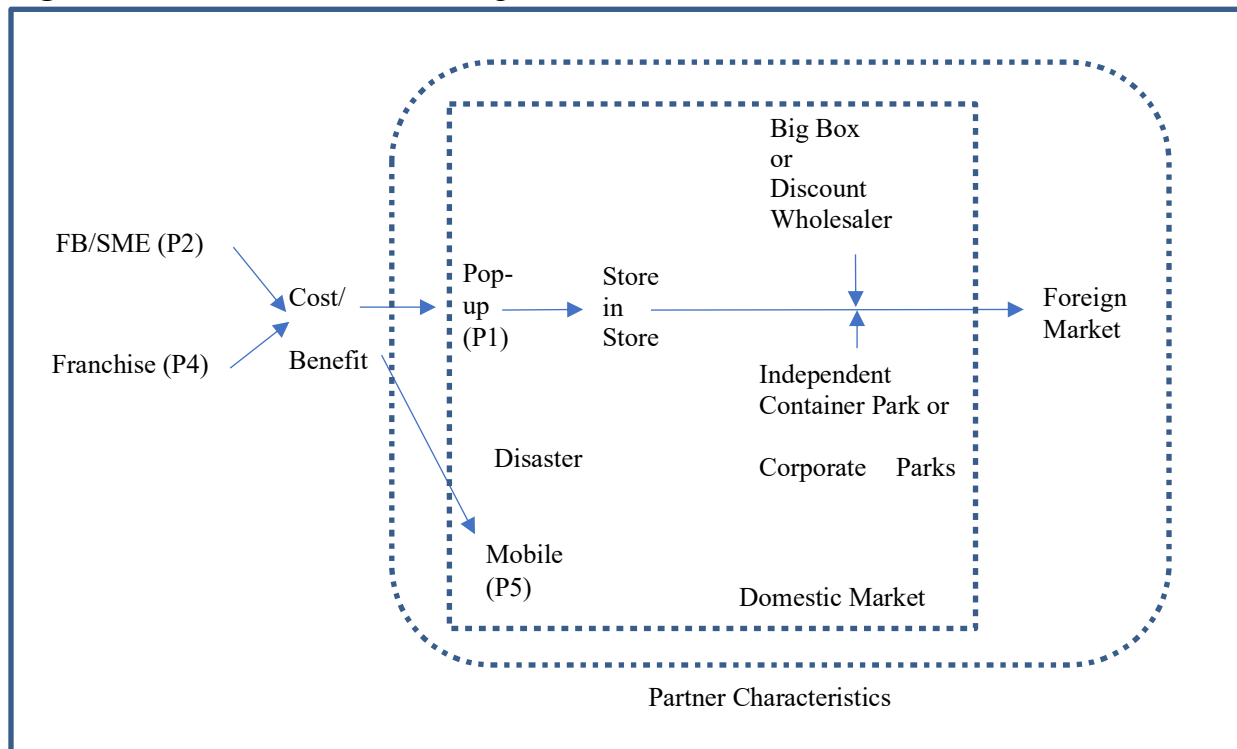 Big Box
or
Discount
Wholesaler
FB/SME (P2)
Franchise (P4)
Cost/
Benefit
Pop-
up
(P1)
Store
in
Store
Foreign
Market
Independent
Container Park or
Corporate Parks
Disaster
Mobile
(P5)
Domestic Market
Partner Characteristics